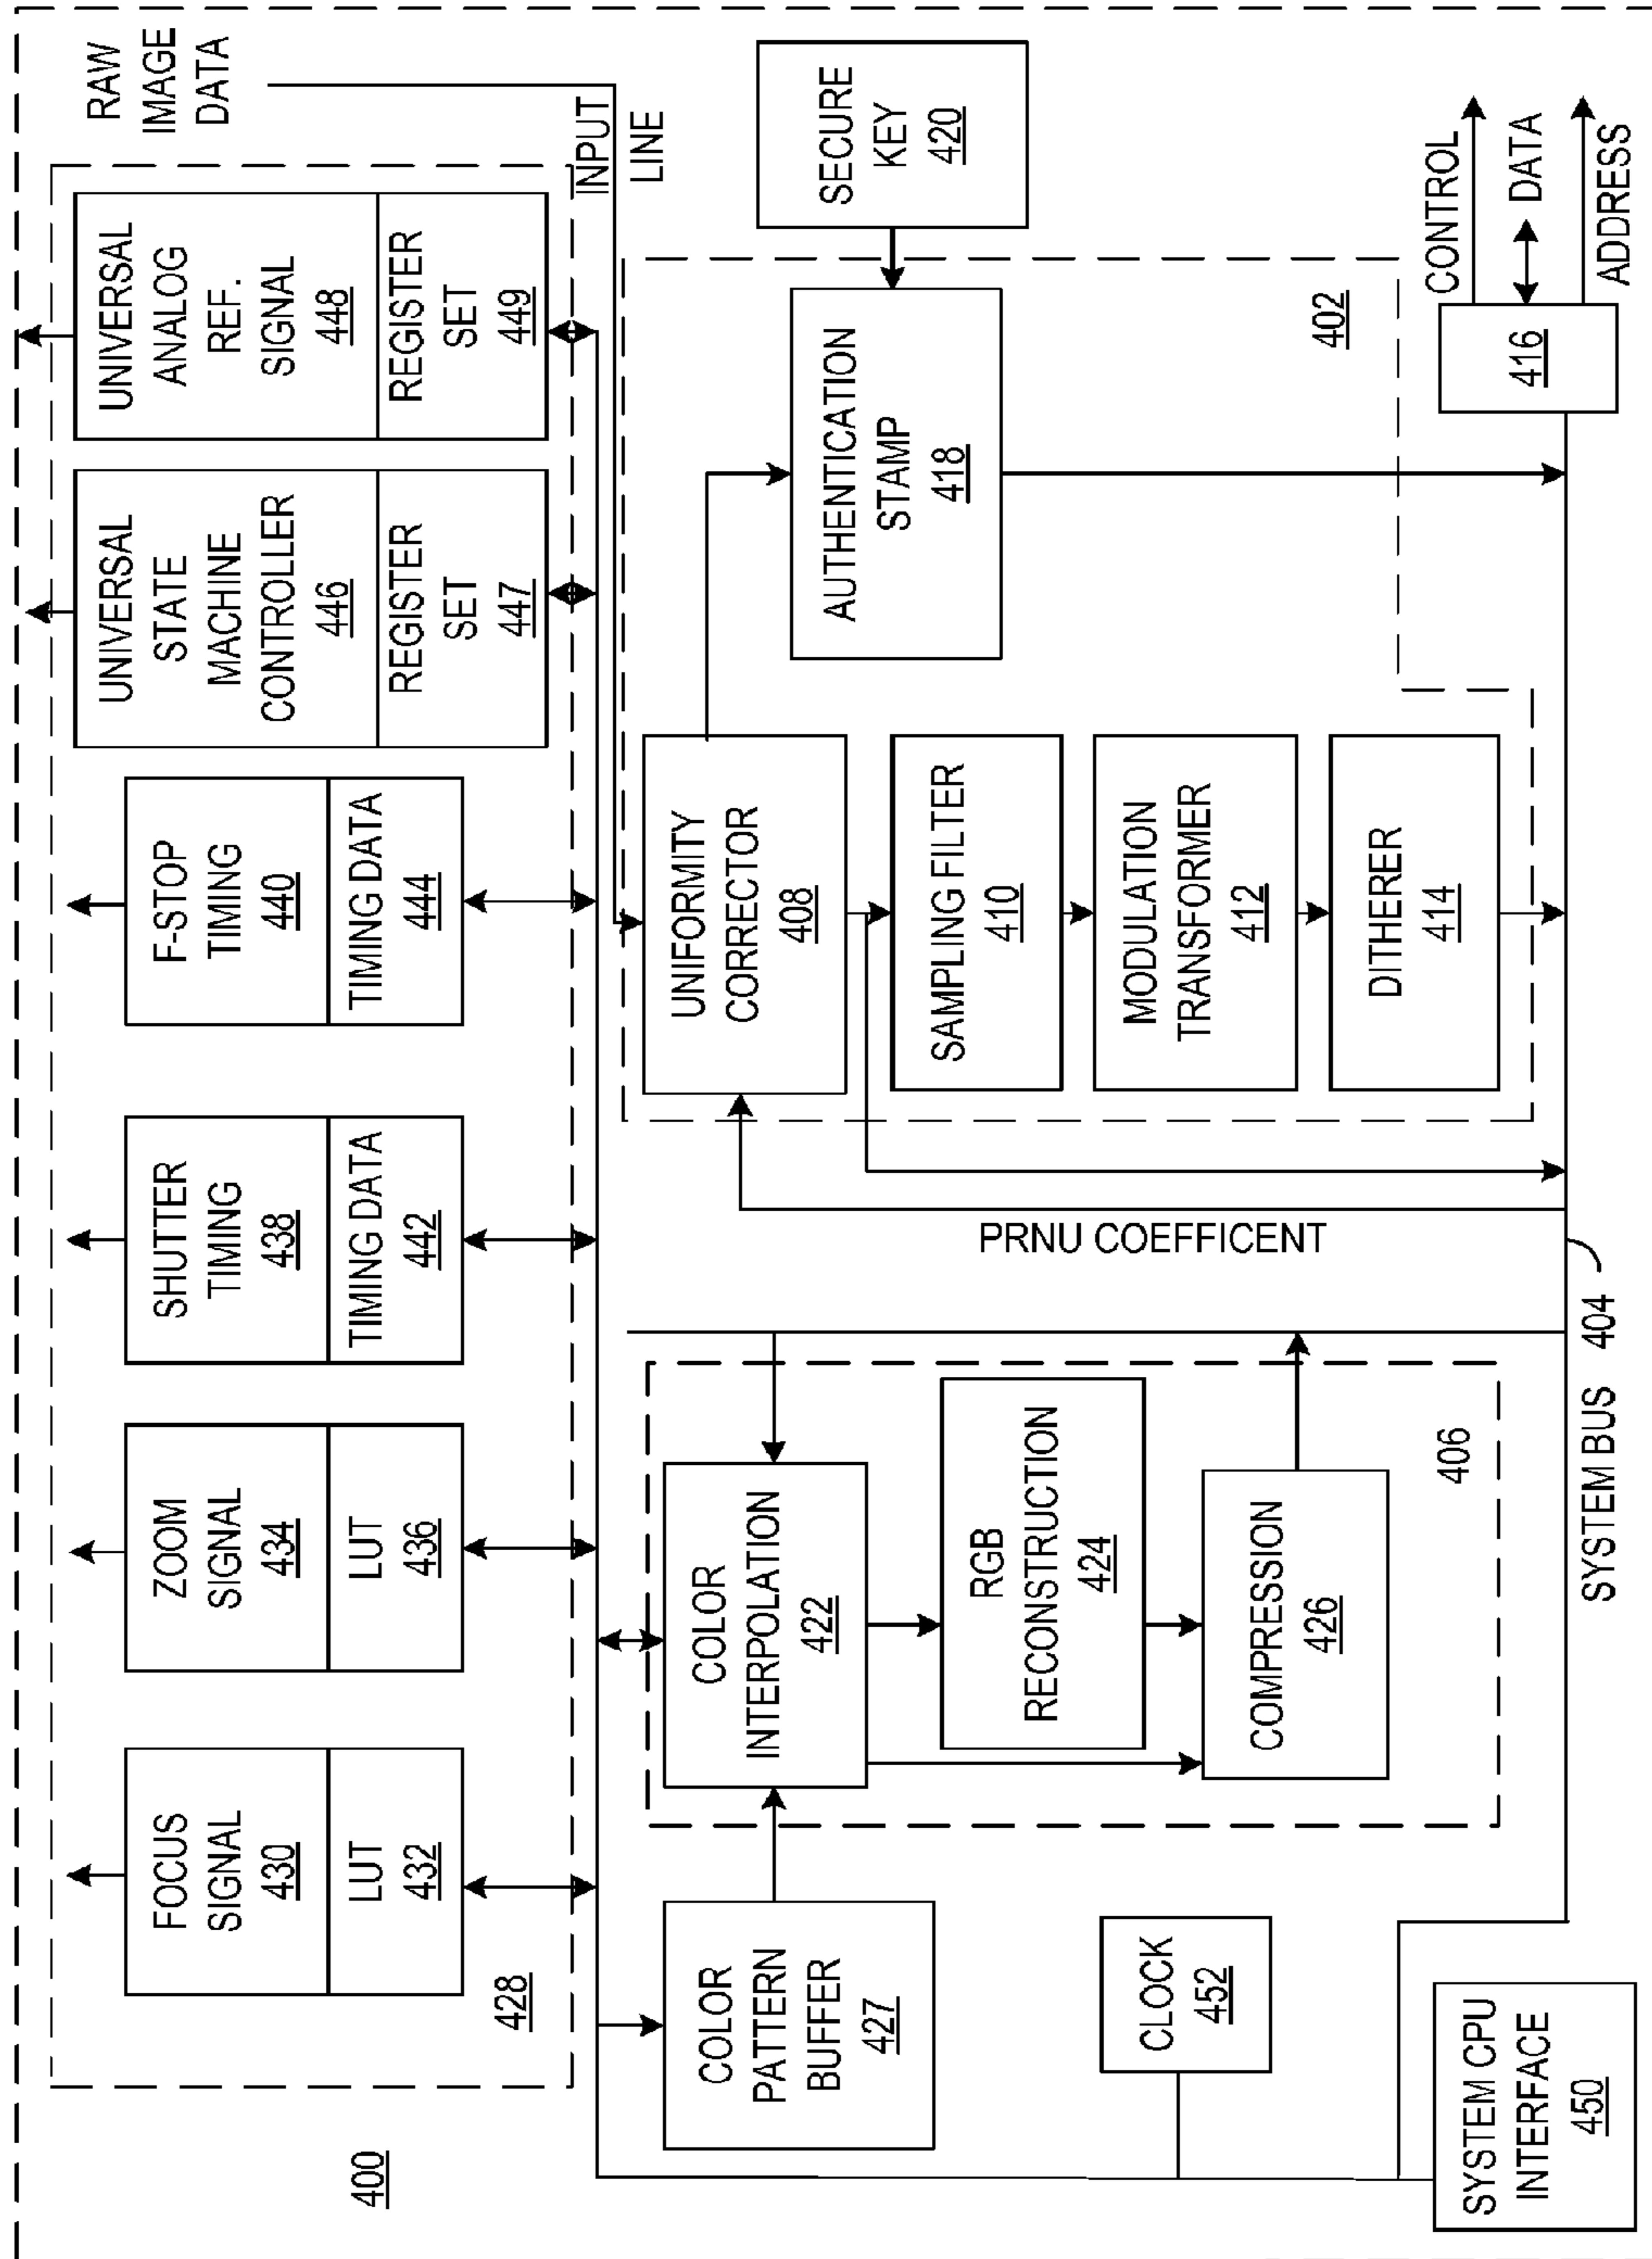 400
428
FOCUS
SIGNAL
430
LUT
432
ZOOM
SIGNAL
434
LUT
436
SHUTTER
TIMING
438
TIMING DATA
442
F-STOP
TIMING
440
TIMING DATA
444
UNIVERSAL
STATE
MACHINE
CONTROLLER
446
REGISTER
SET
447
UNIVERSAL
ANALOG
REF.
SIGNAL
448
REGISTER
SET
449
RAW
IMAGE
DATA
INPUT
LINE
COLOR
PATTERN
BUFFER
427
COLOR
INTERPOLATION
422
RGB
RECONSTRUCTION
424
COMPRESSION
426
406
PRNU COEFFICENT
UNIFORMITY
CORRECTOR
408
SAMPLING FILTER
410
MODULATION
TRANSFORMER
412
DITHERER
414
AUTHENTICATION
STAMP
418
SECURE
KEY
420
402
CLOCK
452
SYSTEM CPU
INTERFACE
450
SYSTEM BUS
404
416
CONTROL
DATA
ADDRESS